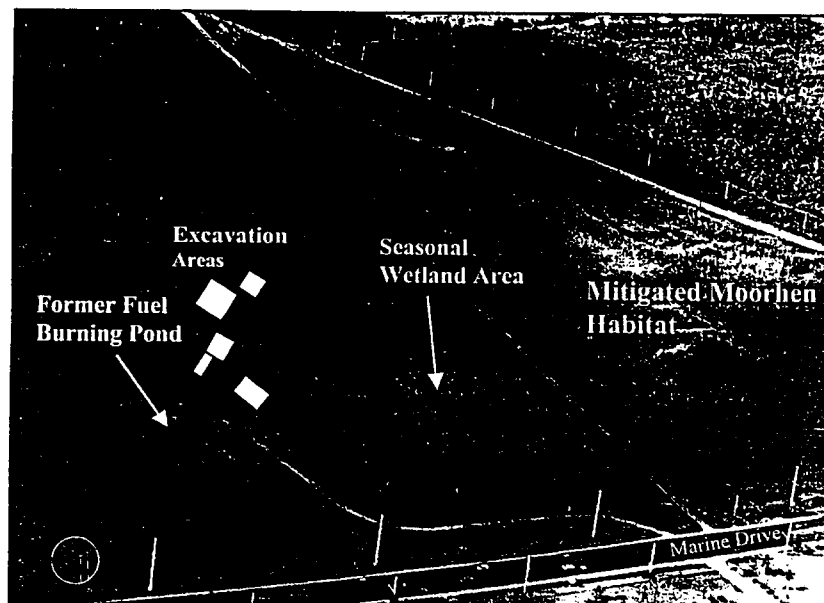 Excavation
Areas
Seasonal
Wetland Area
Former Fuel
Burning Pond
Mitigated Moorhen
Habitat
Marine Drive